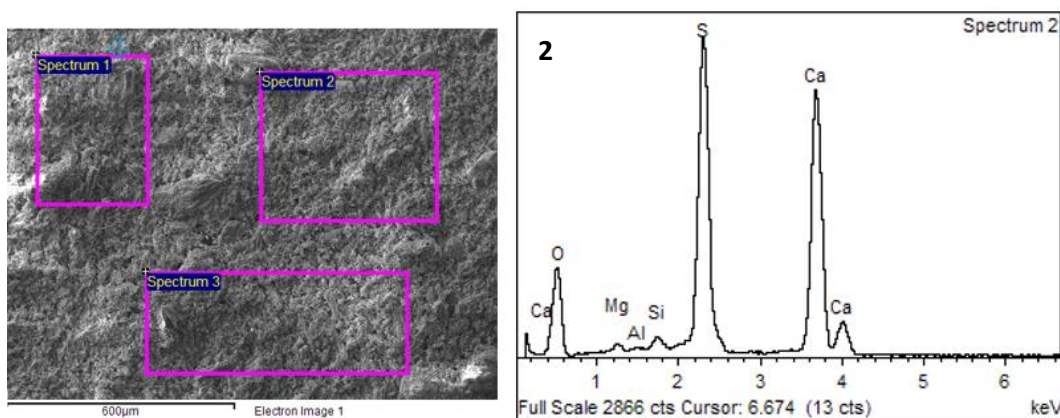 Spectrum 1
Spectrum 2
Spectrum 3
600µm
Electron Image 1
2
Spectrum 2
S
Ca
O
Ca
Mg
Al
Si
Ca
1 2 3 4 5 6
Full Scale 2866 cts Cursor: 6.674 (13 cts)
keV